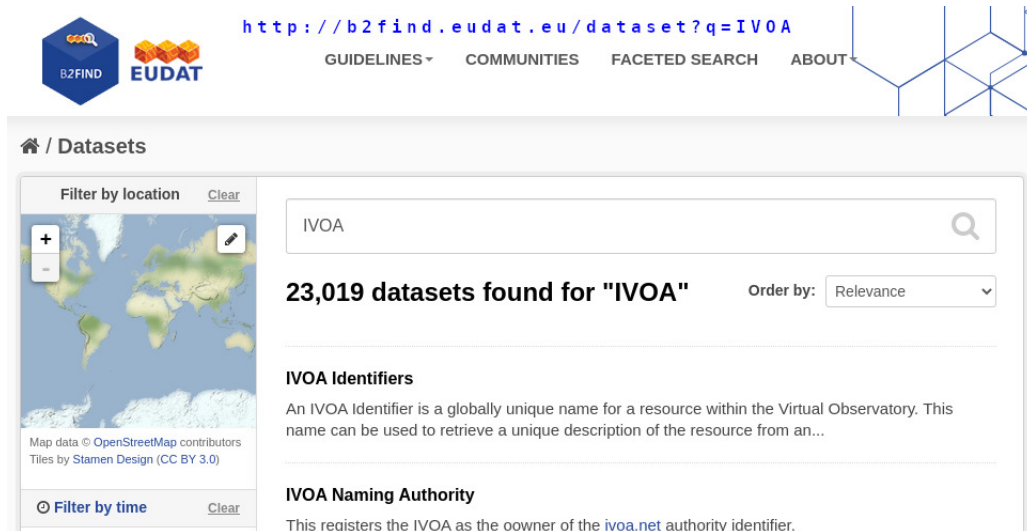 http://b2find.eudat.eu/dataset?q=IVOA
B2FIND
EUDAT
GUIDELINES COMMUNITIES FACETED SEARCH ABOUT
/ Datasets
Filter by location Clear
+
-
Map data © OpenStreetMap contributors
Tiles by Stamen Design (CC BY 3.0)
Filter by time Clear
IVOA
23,019 datasets found for "IVOA"
Order by: Relevance
IVOA Identifiers
An IVOA Identifier is a globally unique name for a resource within the Virtual Observatory. This
name can be used to retrieve a unique description of the resource from an...
IVOA Naming Authority
This registers the IVOA as the oowner of the ivoa.net authority identifier.